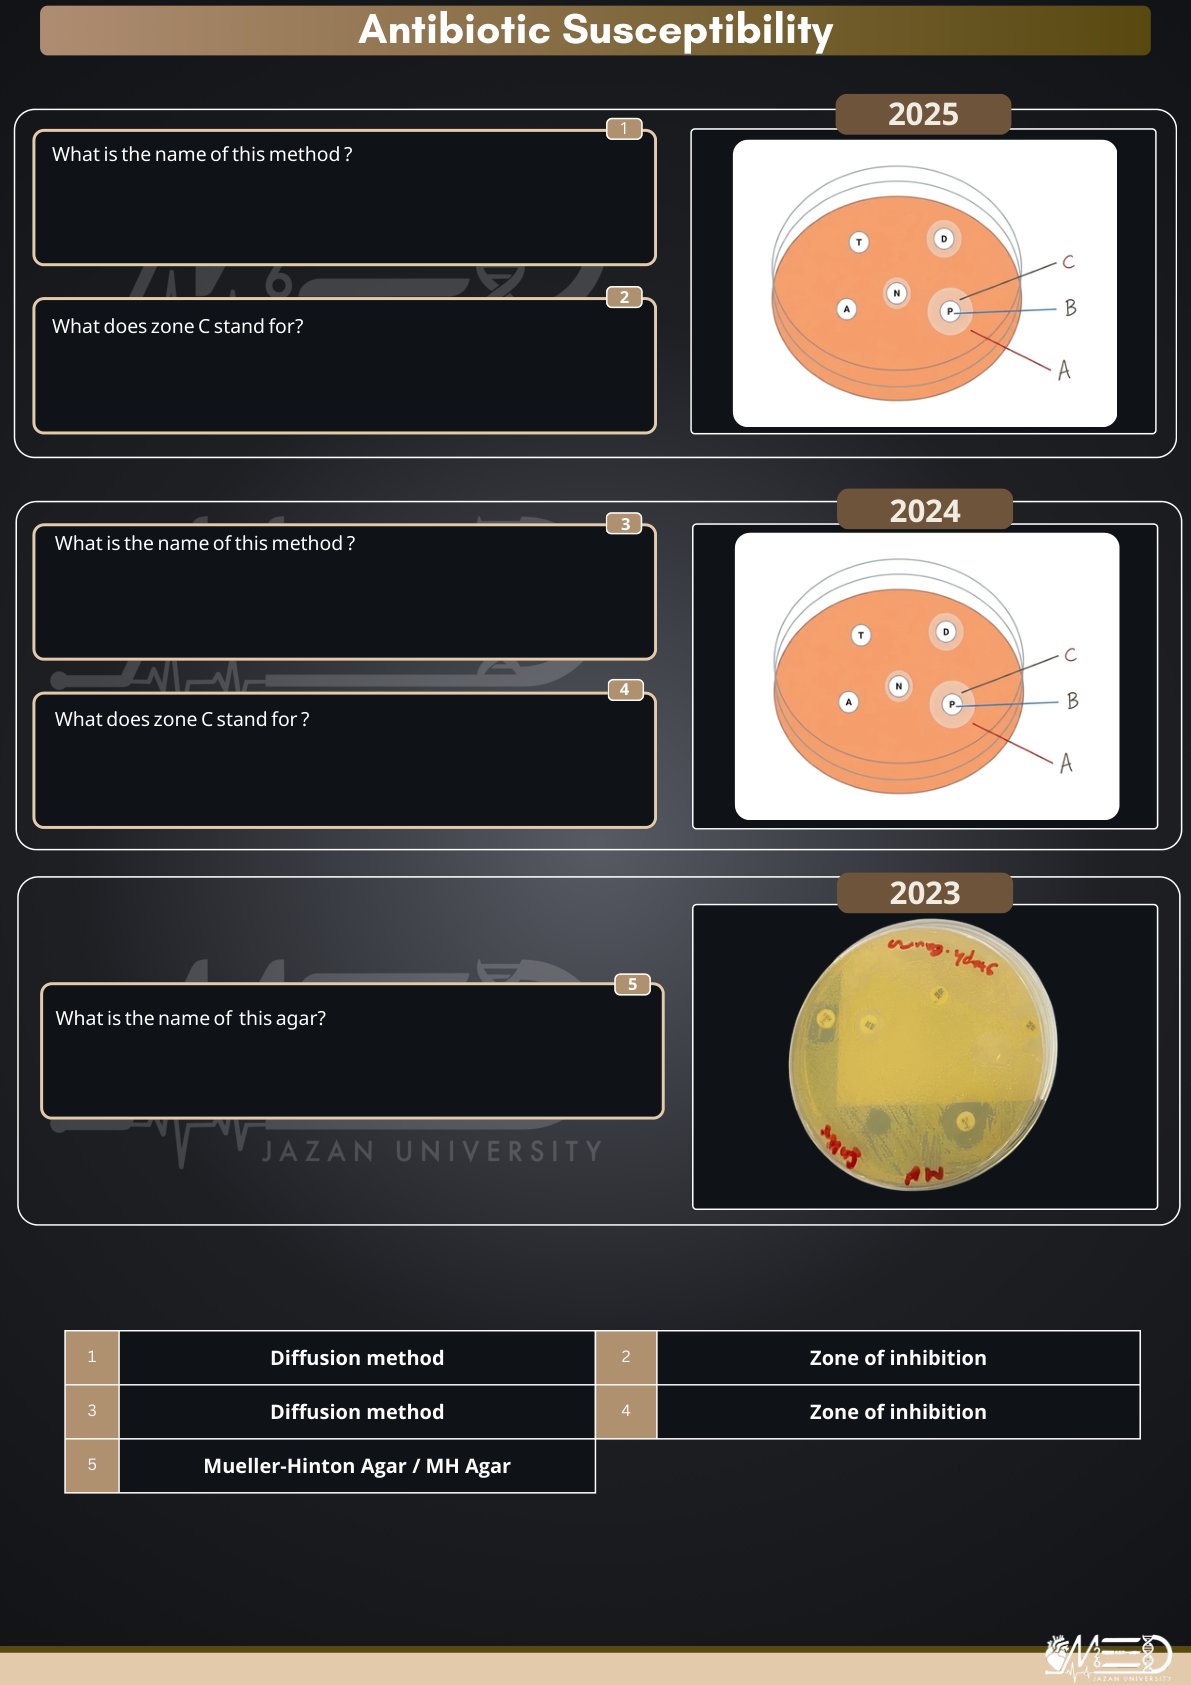 Antibiotic Susceptibility
2025
1
What is the name of this method ?
2
What does zone C stand for?
T
D
N
A
P
C
B
A
2024
3
What is the name of this method ?
4
What does zone C stand for ?
T
D
N
A
P
C
B
A
2023
5
What is the name of this agar?
JAZAN UNIVERSITY
1 Diffusion method 2 Zone of inhibition
3 Diffusion method 4 Zone of inhibition
5 Mueller-Hinton Agar / MH Agar
MED
JAZAN UNIVERSITY